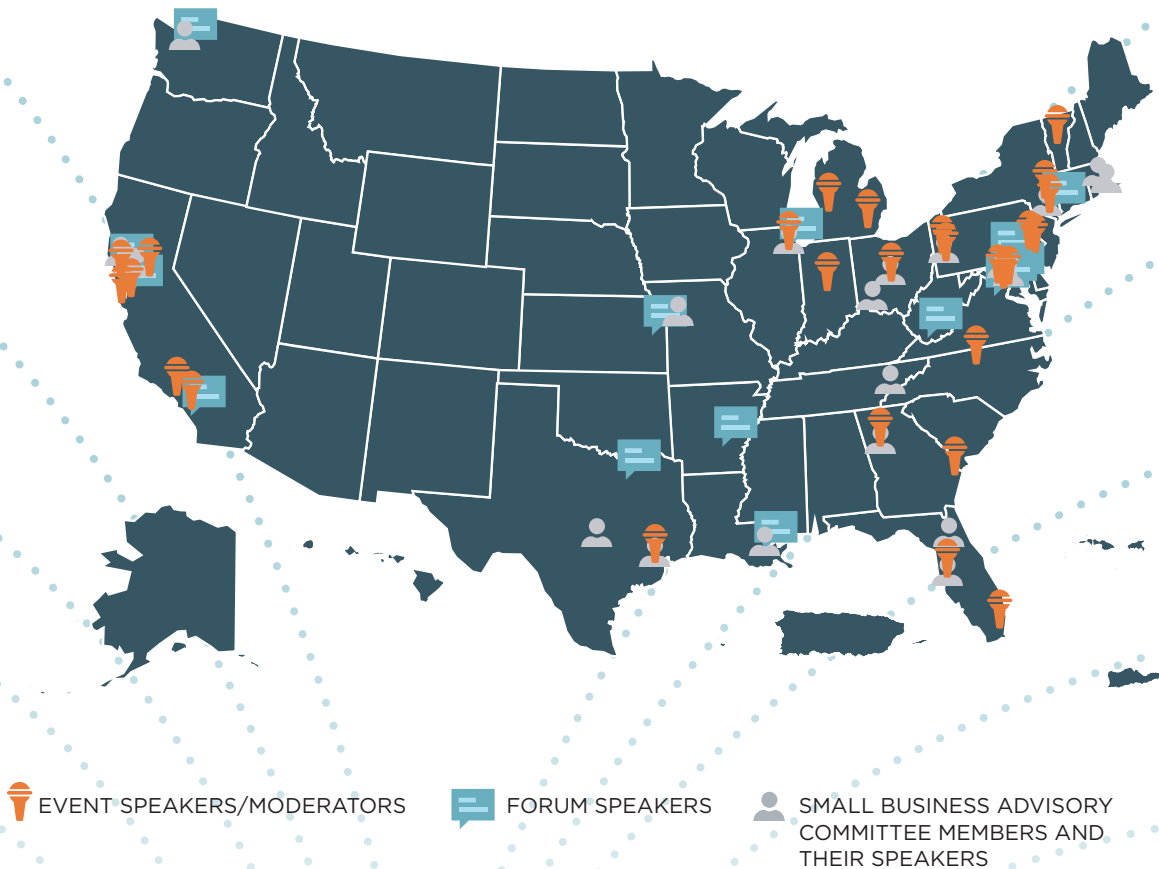 EVENT SPEAKERS/MODERATORS
FORUM SPEAKERS
SMALL BUSINESS ADVISORY
COMMITTEE MEMBERS AND
THEIR SPEAKERS